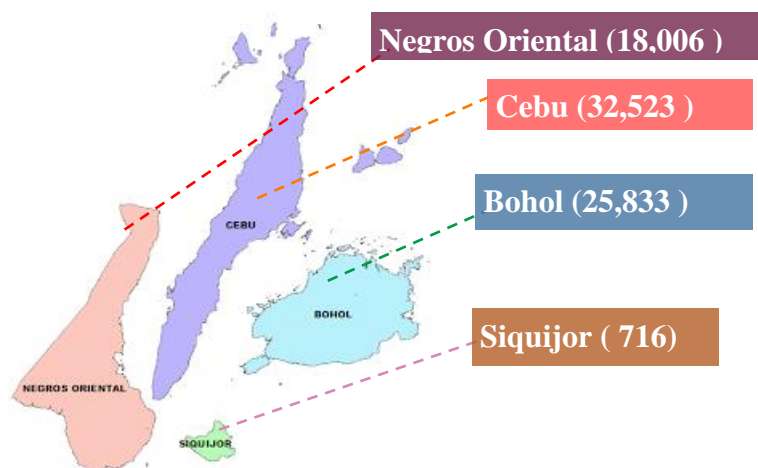 Negros Oriental (18,006 )
Cebu (32,523 )
CEBU
Bohol (25,833 )
BOHOL
Siquijor ( 716)
NEGROS ORIENTAL
SIQUIJOR